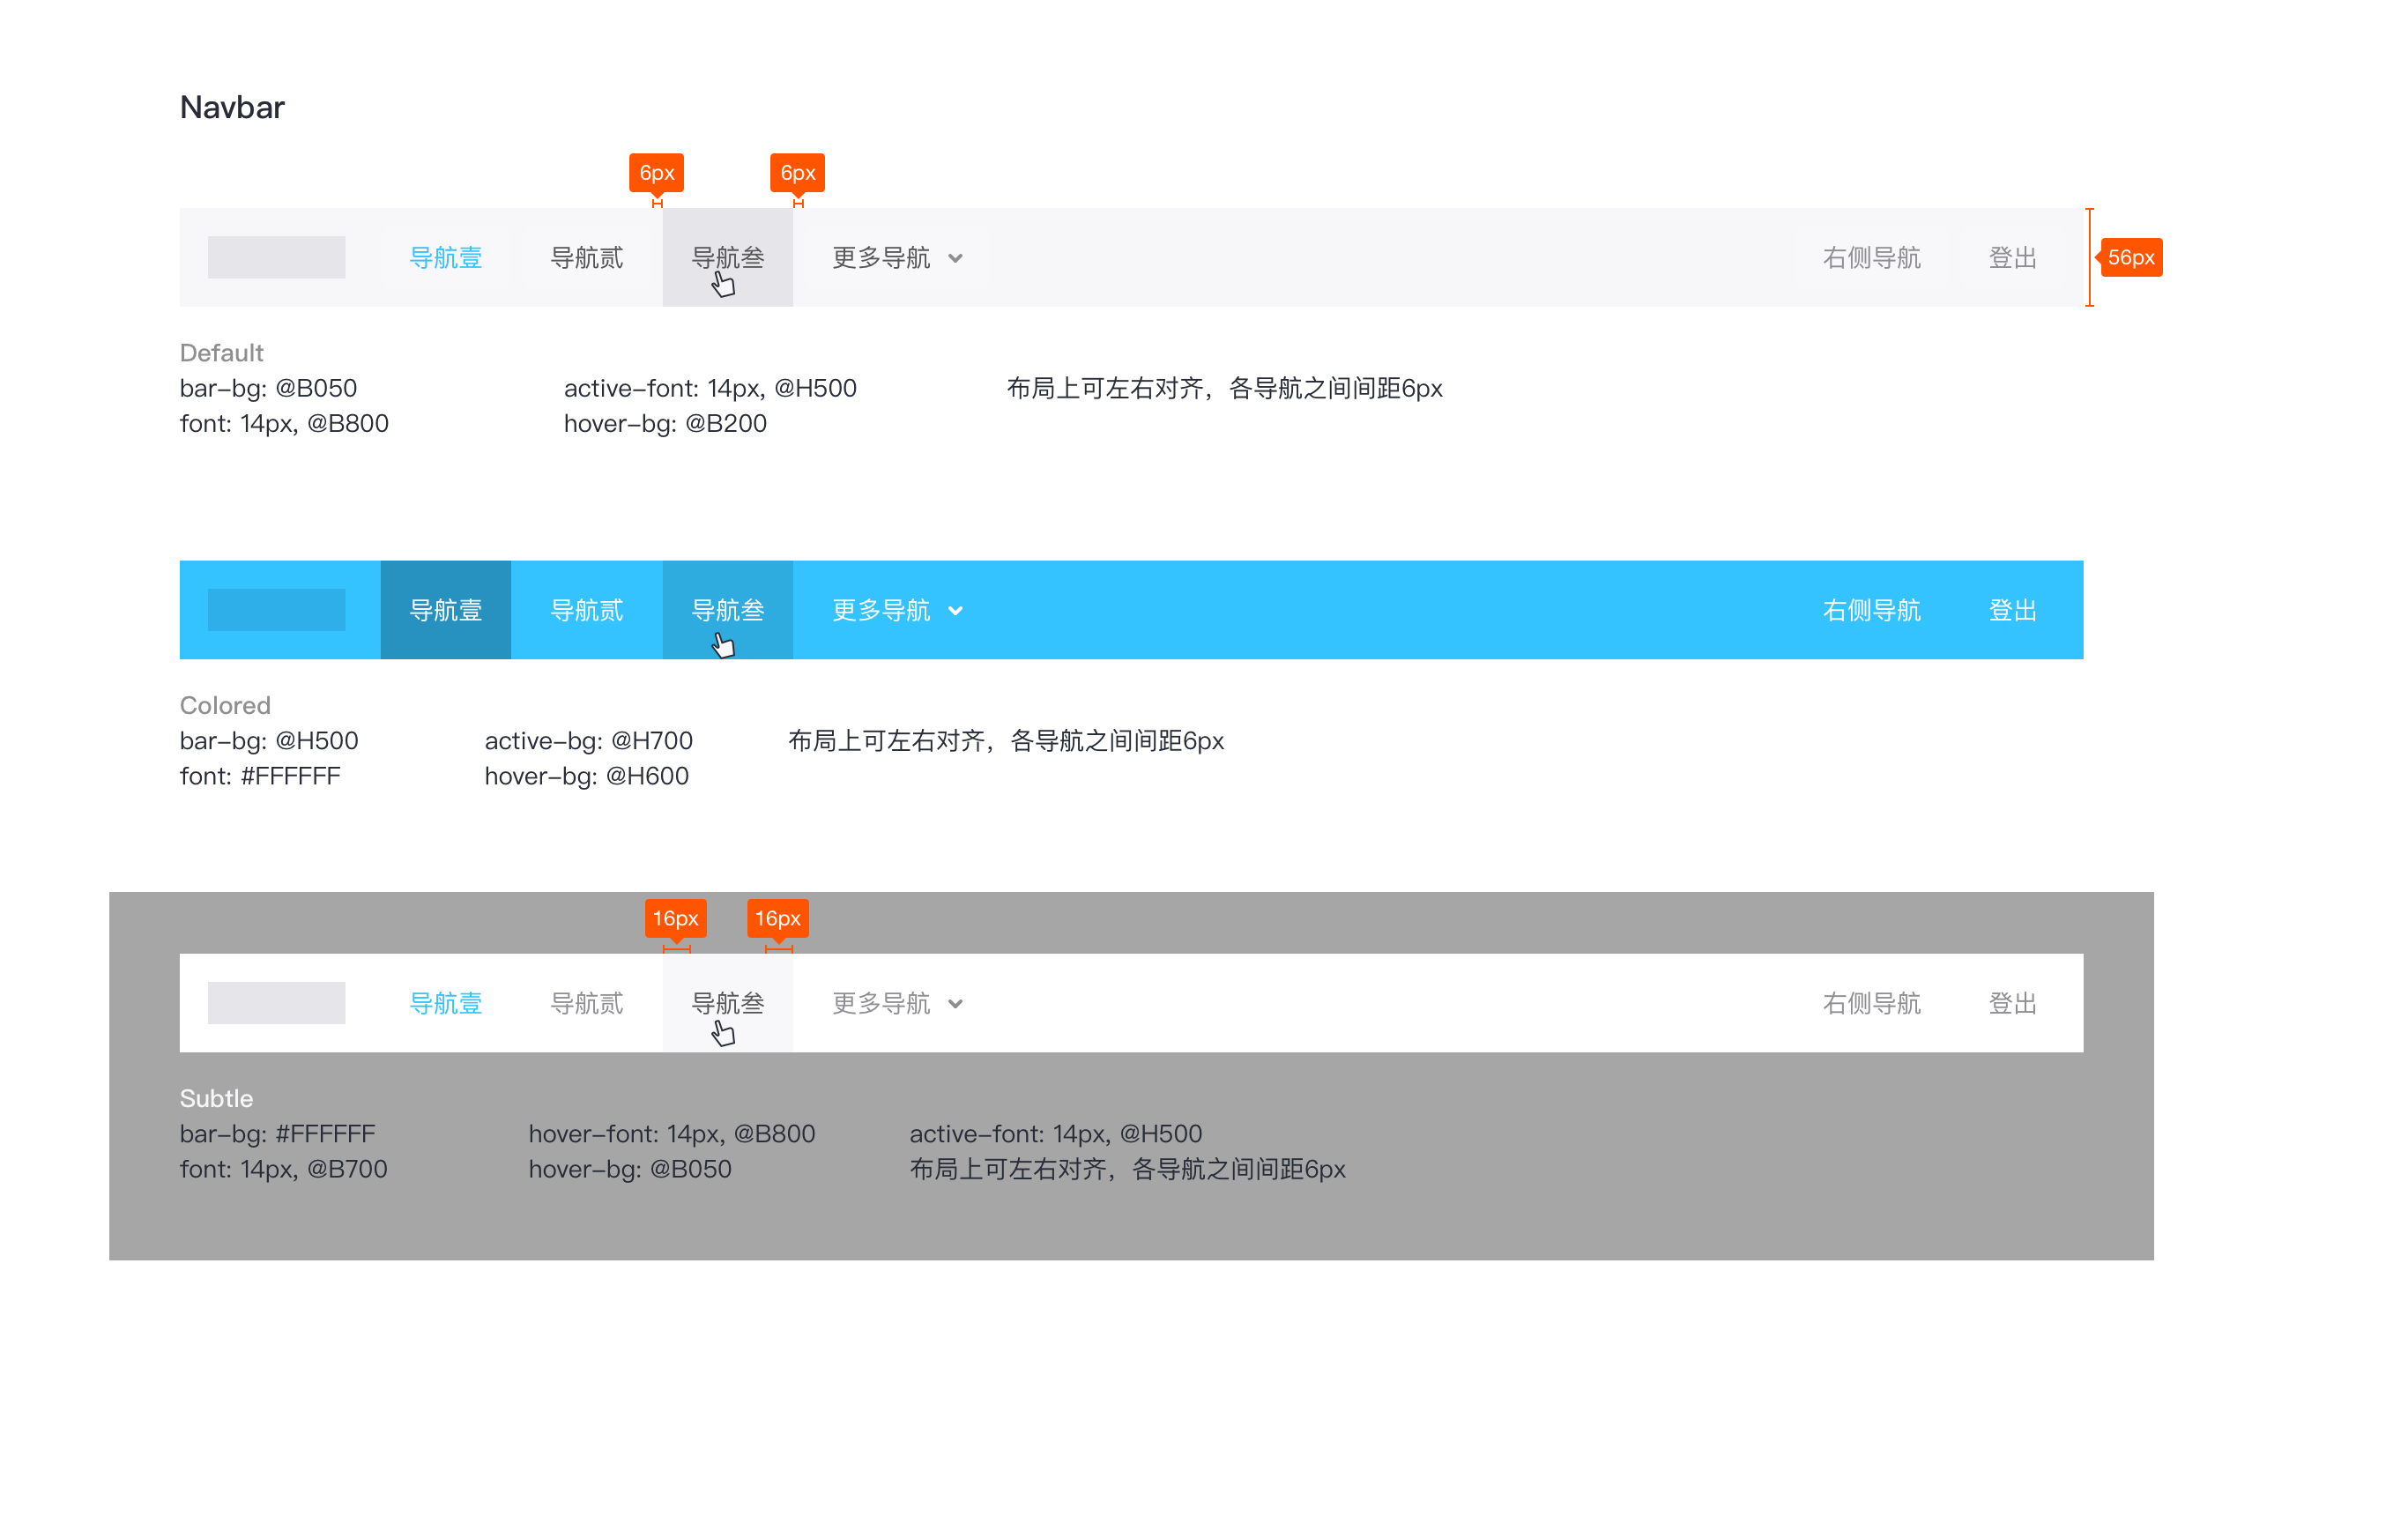 Navbar
6px 6px
导航壹 导航贰 导航叁 更多导航 右侧导航 登出 56px
Default
bar-bg: @B050 active-font: 14px, @H500 布局上可左右对齐，各导航之间间距6px
font: 14px, @B800 hover-bg: @B200
导航壹 导航贰 导航叁 更多导航 右侧导航 登出
Colored
bar-bg: @H500 active-bg: @H700 布局上可左右对齐，各导航之间间距6px
font: #FFFFFF hover-bg: @H600
16px 16px
导航壹 导航贰 导航叁 更多导航 右侧导航 登出
Subtle
bar-bg: #FFFFFF hover-font: 14px, @B800 active-font: 14px, @H500
font: 14px, @B700 hover-bg: @B050 布局上可左右对齐，各导航之间间距6px